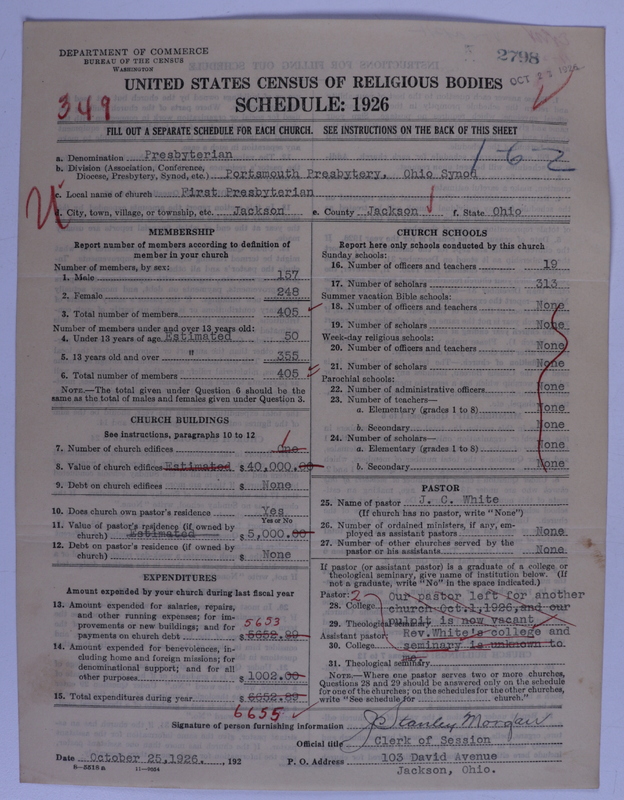 DEPARTMENT OF COMMERCE
BUREAU OF THE CENSUS
WASHINGTON
2798
OCT 1926
UNITED STATES CENSUS OF RELIGIOUS BODIES
SCHEDULE: 1926
349
FILL OUT A SEPARATE SCHEDULE FOR EACH CHURCH. SEE INSTRUCTIONS ON THE BACK OF THIS SHEET
a. Denomination Presbyterian
b. Division (Association, Conference, Diocese, Presbytery, Synod, etc.) Portsmouth Presbytery, Ohio Synod
1-6-2
c. Local name of church First Presbyterian
d. City, town, village, or township, etc. Jackson e. County Jackson f. State Ohio
MEMBERSHIP
Report number of members according to definition of
member in your church
Number of members, by sex:
1. Male 157
2. Female 248
3. Total number of members 405
Number of members under and over 13 years old:
4. Under 13 years of age Estimated 50
5. 13 years old and over " 355
6. Total number of members 405
NOTE.—The total given under Question 6 should be the
same as the total of males and females given under Question 3.
CHURCH BUILDINGS
See instructions, paragraphs 10 to 12
7. Number of church edifices One 1
8. Value of church edifices Estimated $ 40,000.00
9. Debt on church edifices $ None
10. Does church own pastor's residence Yes
Yes or No
11. Value of pastor's residence (if owned by
church) Estimated $ 5,000.00
12. Debt on pastor's residence (if owned by
church) $ None
EXPENDITURES
Amount expended by your church during last fiscal year
13. Amount expended for salaries, repairs,
and other running expenses; for im-
provements or new buildings; and for 5653
payments on church debt $ 6652.89
14. Amount expended for benevolences, in-
cluding home and foreign missions; for
denominational support; and for all
other purposes $ 1002.00
15. Total expenditures during year $ 6652.89
6655
CHURCH SCHOOLS
Report here only schools conducted by this church
Sunday schools:
16. Number of officers and teachers 19
17. Number of scholars 313
Summer vacation Bible schools:
18. Number of officers and teachers None
19. Number of scholars None
Week-day religious schools:
20. Number of officers and teachers None
21. Number of scholars None
Parochial schools:
22. Number of administrative officers None
23. Number of teachers—
a. Elementary (grades 1 to 8) None
b. Secondary None
24. Number of scholars—
a. Elementary (grades 1 to 8) None
b. Secondary None
PASTOR
25. Name of pastor J. C. White
(If church has no pastor, write "None")
26. Number of ordained ministers, if any, em-
ployed as assistant pastors None
27. Number of other churches served by the
pastor or his assistants None
If pastor (or assistant pastor) is a graduate of a college or
theological seminary, give name of institution below. (If
not a graduate, write "No" in the space indicated.)
Pastor: 2 Our pastor left for another
28. College church Oct.1,1926,and our
29. Theological seminary pulpit is now vacant
Assistant pastor Rev.White's college and
30. College seminary is unknown to
31. Theological seminary
NOTE.—Where one pastor serves two or more churches,
Questions 28 and 29 should be answered only on the schedule
for one of the churches; on the schedules for the other churches,
write "See schedule for church."
Signature of person furnishing information J Stanley Morgan
Official title Clerk of Session
Date October 25,1926. , 192 P. O. Address 103 David Avenue
8—5518a 11—9034 Jackson, Ohio.